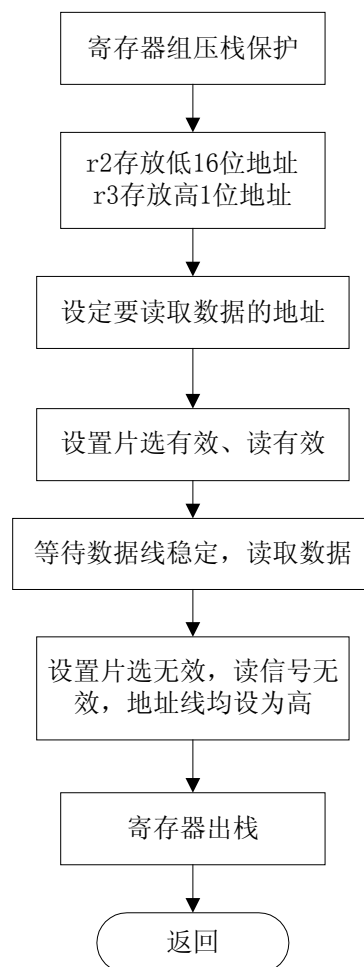 寄存器组压栈保护
r2存放低16位地址
r3存放高1位地址
设定要读取数据的地址
设置片选有效、读有效
等待数据线稳定，读取数据
设置片选无效，读信号无
效，地址线均设为高
寄存器出栈
返回